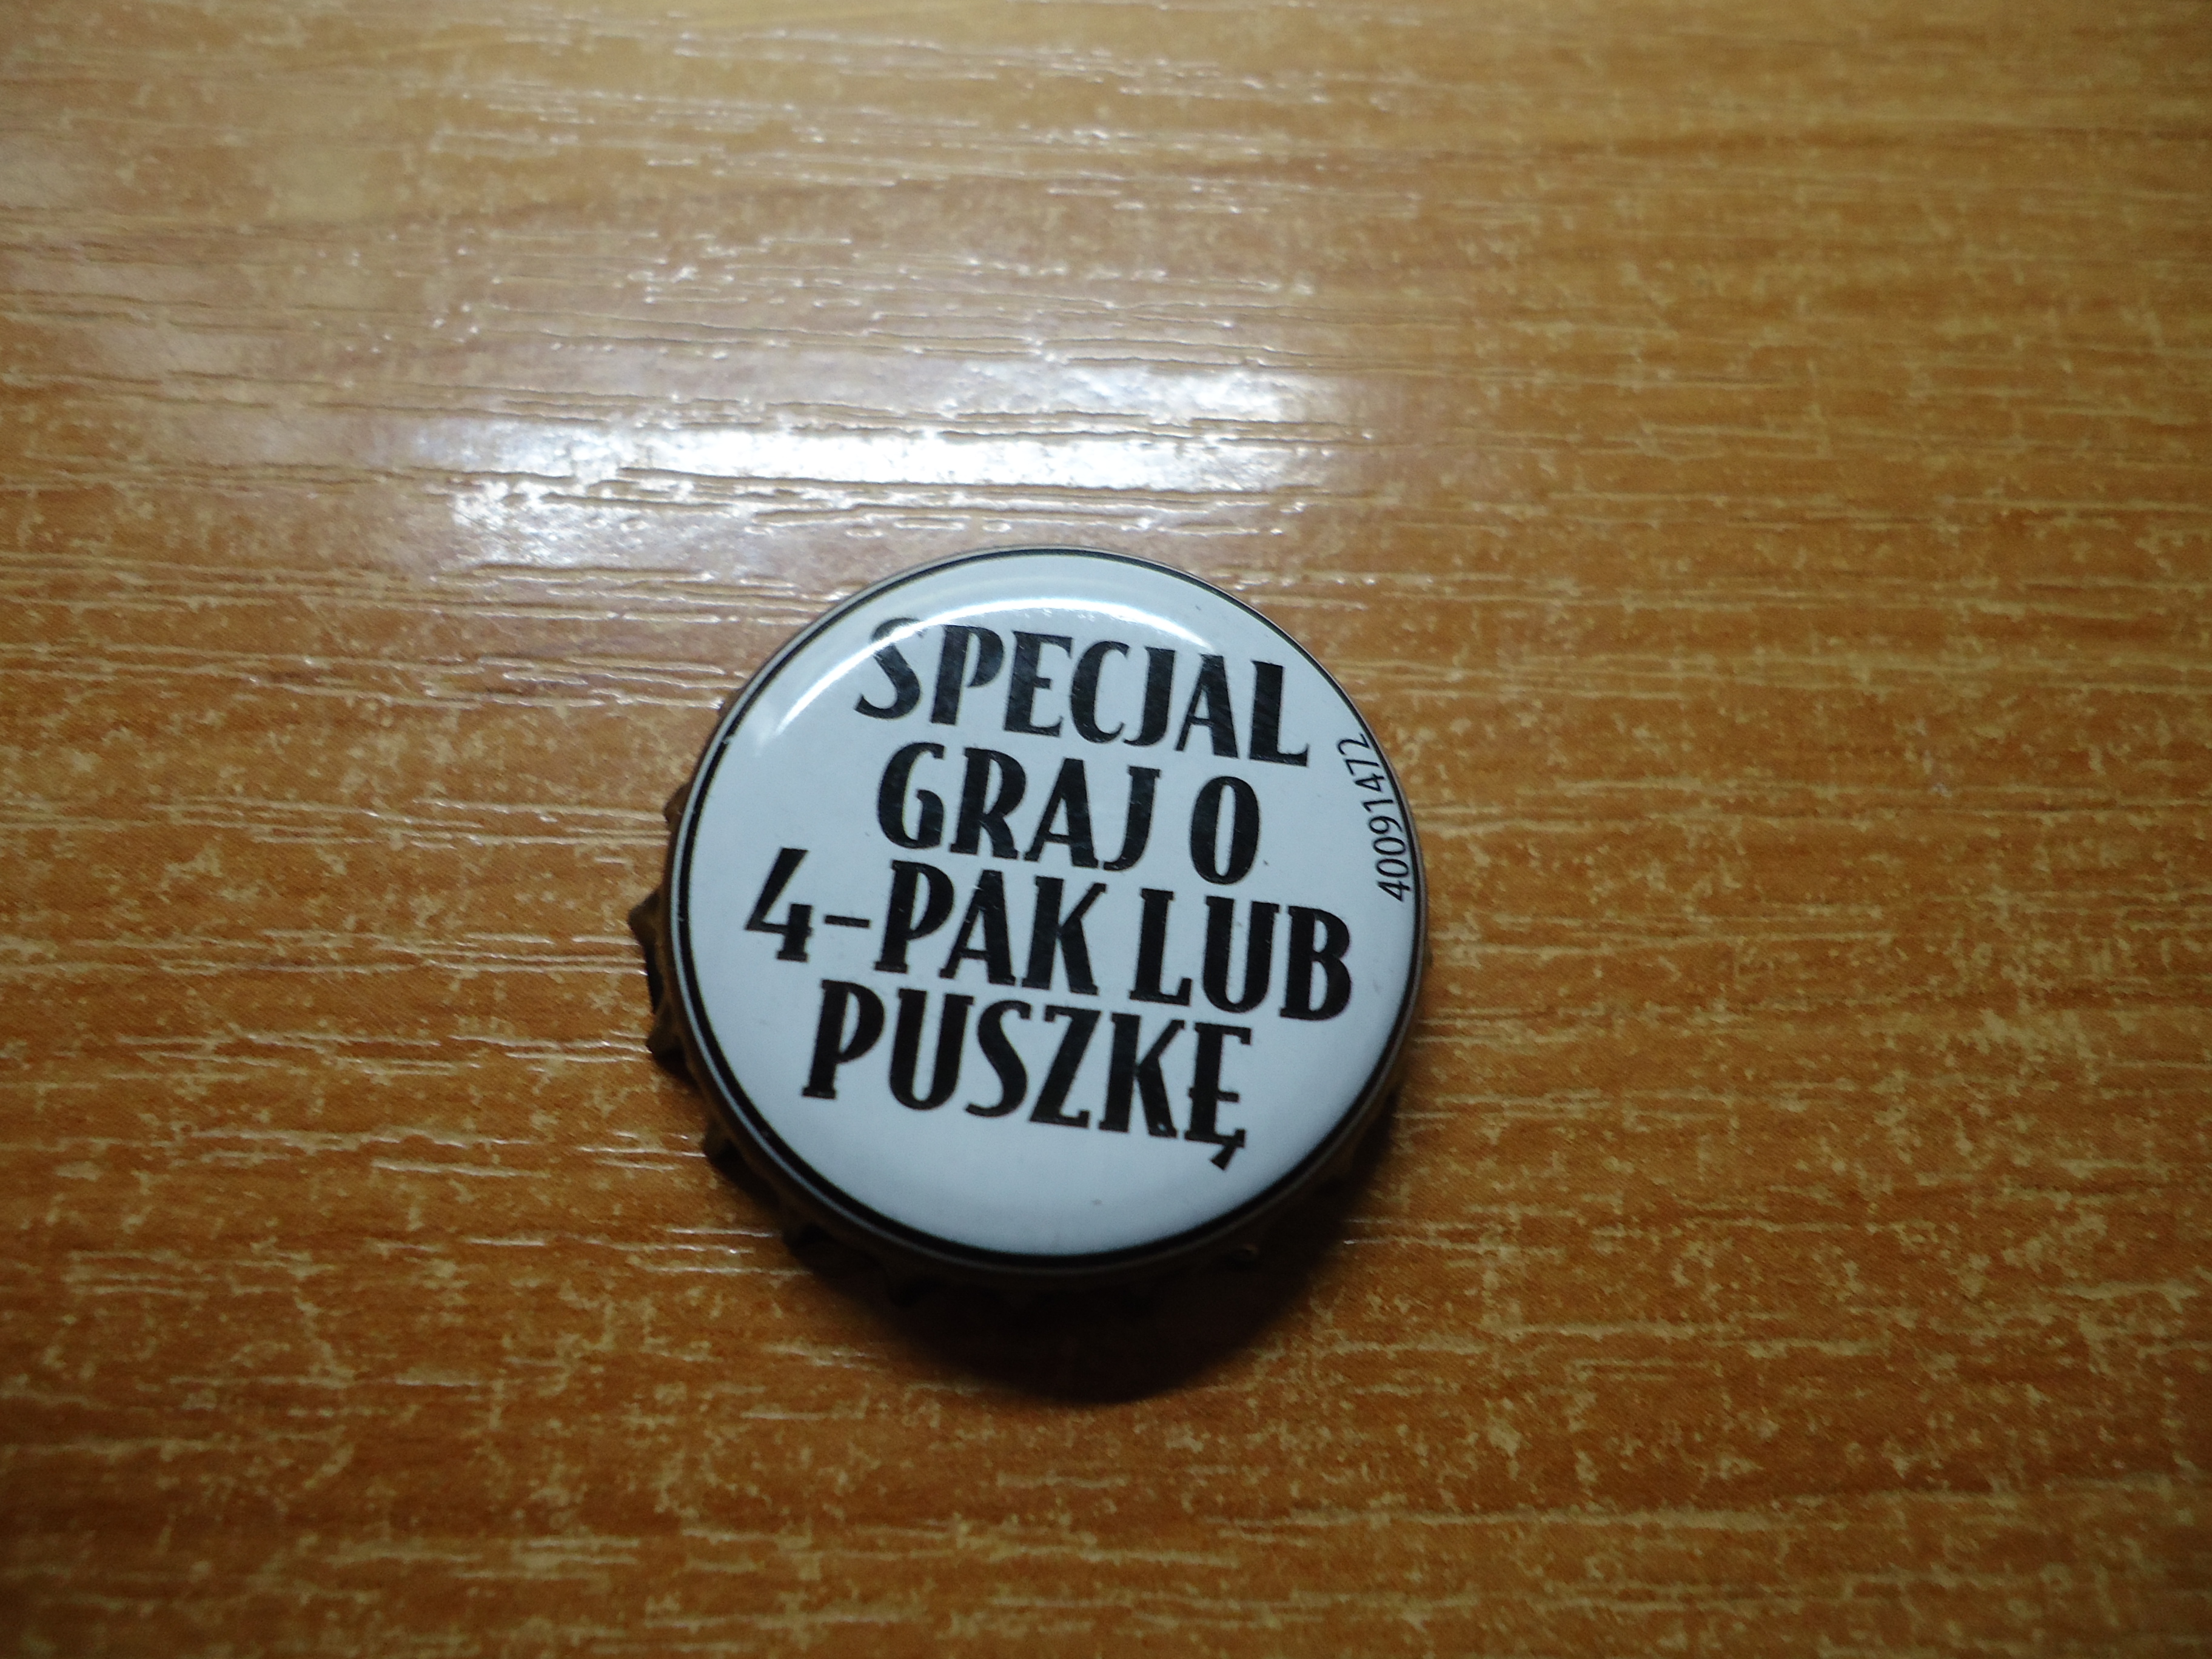 SPECJAL
GRAJ O
4-PAK LUB
PUSZKĘ
40091472